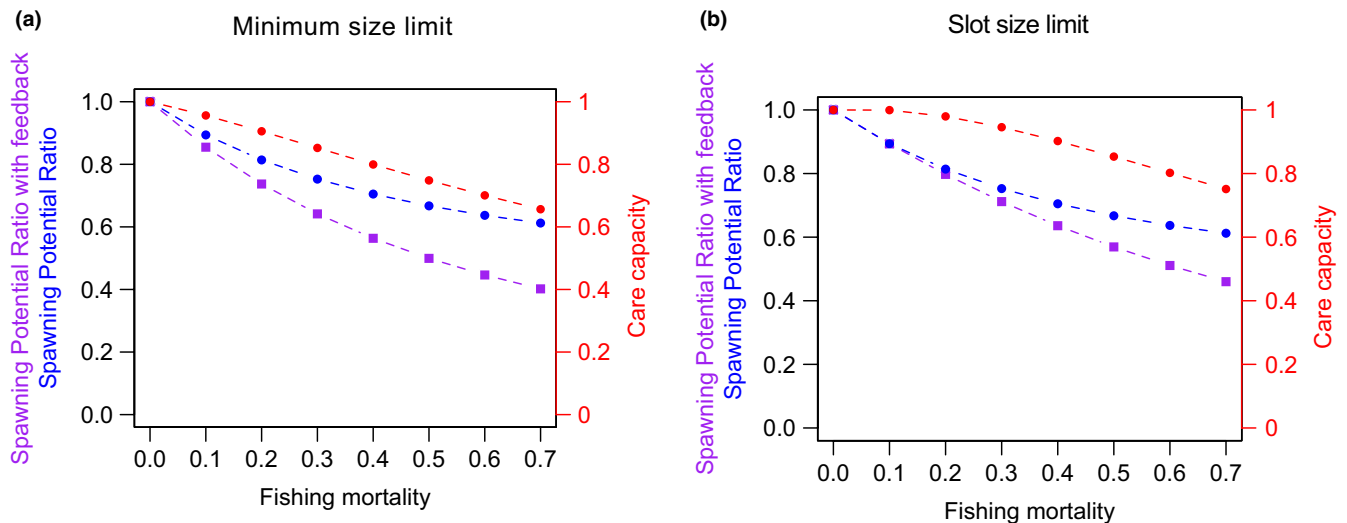 (a)
Minimum size limit
Spawning Potential Ratio with feedback
Spawning Potential Ratio
1.0
0.8
0.6
0.4
0.2
0.0
1
0.8
0.6
0.4
0.2
0
Care capacity
0.0 0.1 0.2 0.3 0.4 0.5 0.6 0.7
Fishing mortality
(b)
Slot size limit
Spawning Potential Ratio with feedback
Spawning Potential Ratio
1.0
0.8
0.6
0.4
0.2
0.0
1
0.8
0.6
0.4
0.2
0
Care capacity
0.0 0.1 0.2 0.3 0.4 0.5 0.6 0.7
Fishing mortality